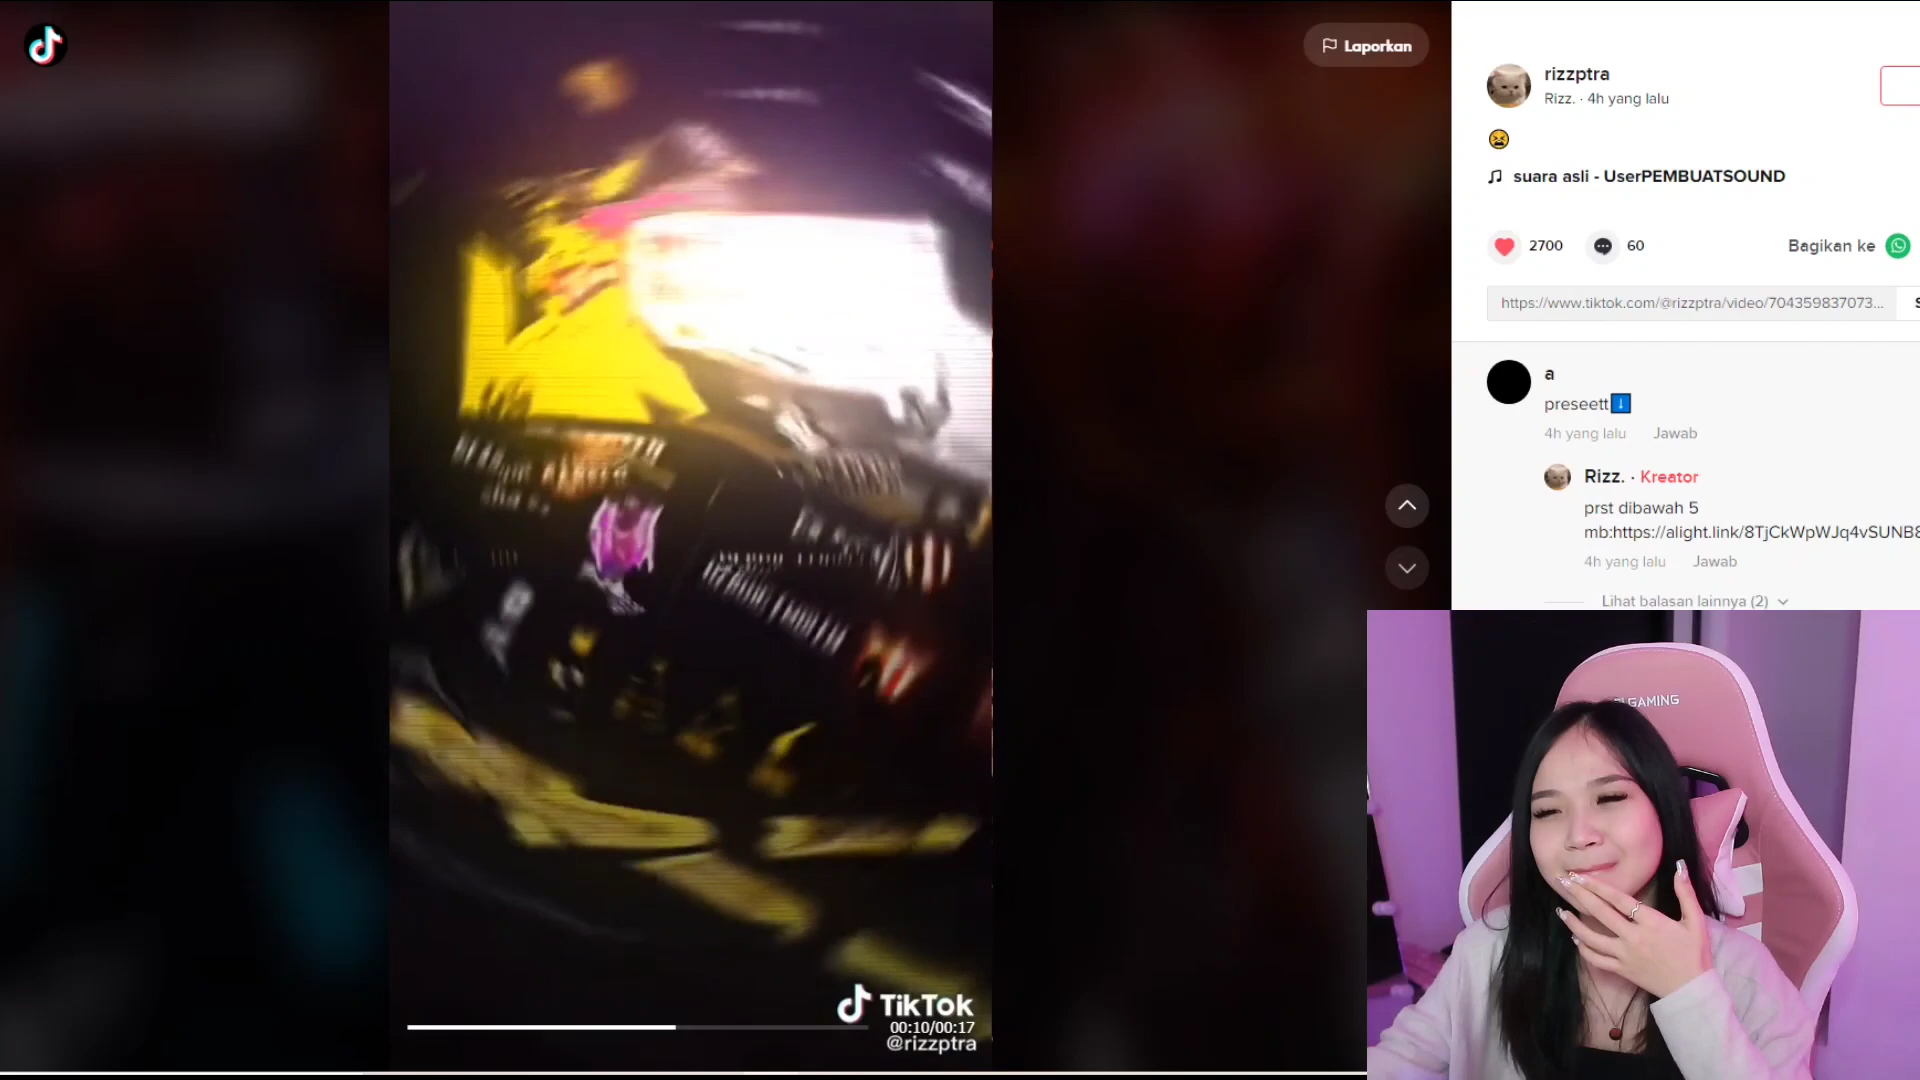 Laporkan
TikTok
00:10/00:17
@rizzptra
rizzptra
Rizz. · 4h yang lalu
suara asli - UserPEMBUATSOUND
2700
60
Bagikan ke
https://www.tiktok.com/@rizzptra/video/704359837073...
a
preseett
4h yang lalu Jawab
Rizz. · Kreator
prst dibawah 5
mb:https://alight.link/8TjCkWpWJq4vSUNB8
4h yang lalu Jawab
Lihat balasan lainnya (2)
GAMING